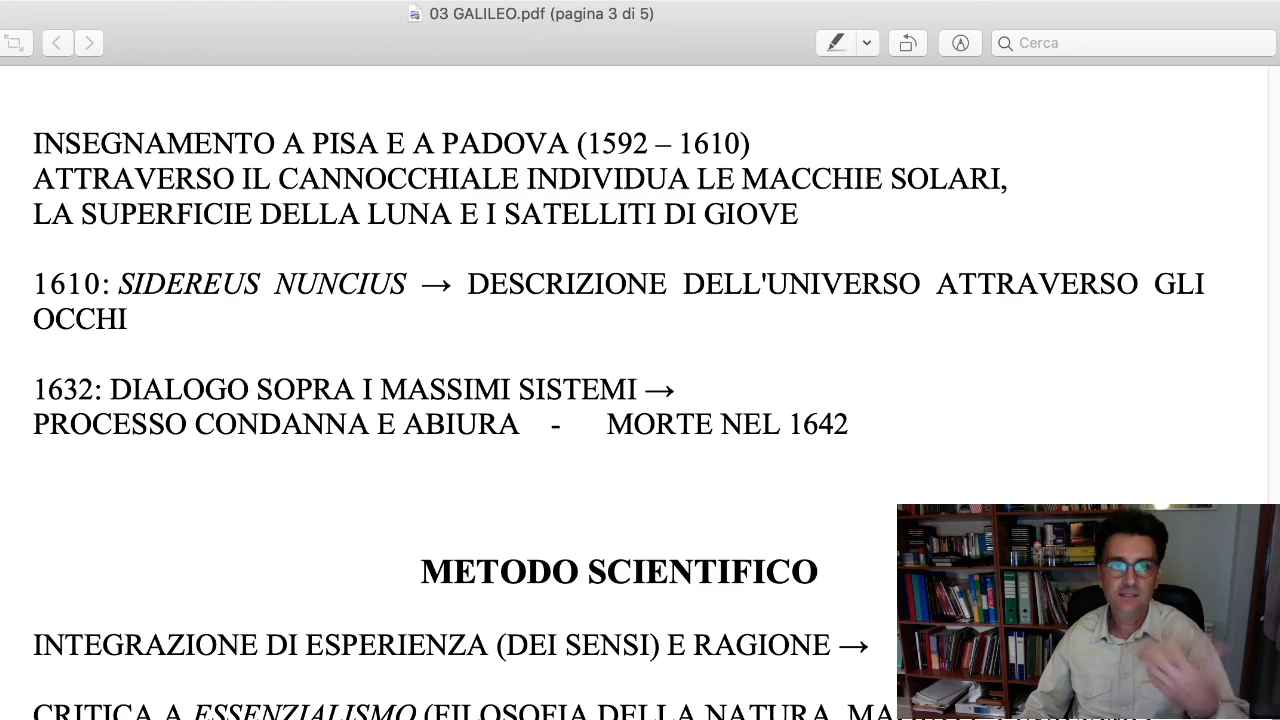 03 GALILEO.pdf (pagina 3 di 5)
Cerca
INSEGNAMENTO A PISA E A PADOVA (1592 – 1610)
ATTRAVERSO IL CANNOCCHIALE INDIVIDUA LE MACCHIE SOLARI,
LA SUPERFICIE DELLA LUNA E I SATELLITI DI GIOVE
1610: SIDEREUS NUNCIUS → DESCRIZIONE DELL'UNIVERSO ATTRAVERSO GLI
OCCHI
1632: DIALOGO SOPRA I MASSIMI SISTEMI →
PROCESSO CONDANNA E ABIURA - MORTE NEL 1642
METODO SCIENTIFICO
INTEGRAZIONE DI ESPERIENZA (DEI SENSI) E RAGIONE →
CRITICA A ESSENZIALISMO (FILOSOFIA DELLA NATURA